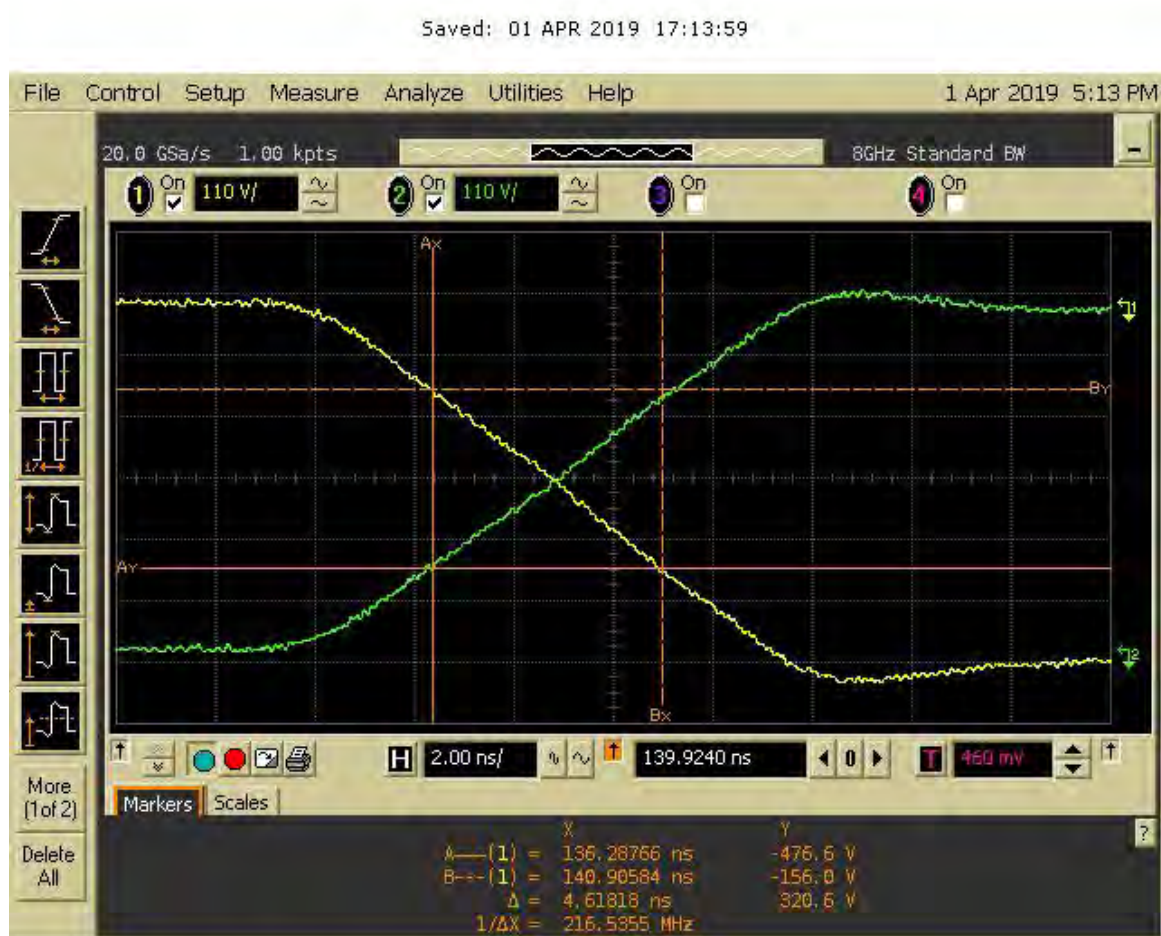 Saved: 01 APR 2019 17:13:59
File Control Setup Measure Analyze Utilities Help 1 Apr 2019 5:13 PM
20.0 GSa/s 1.00 kpts 8GHz Standard BW
1 On 110 V/ 2 On 110 V/ 3 On 4 On
Ax
1
By
Ay
2
Bx
H 2.00 ns/ 139.9240 ns 0 T 460 mV
More
(1of 2)
Delete
All
Markers Scales
?
X Y
A—(1) = 136.28766 ns -476.6 V
B---(1) = 140.90584 ns -156.0 V
Δ = 4.61818 ns 320.6 V
1/ΔX = 216.5355 MHz